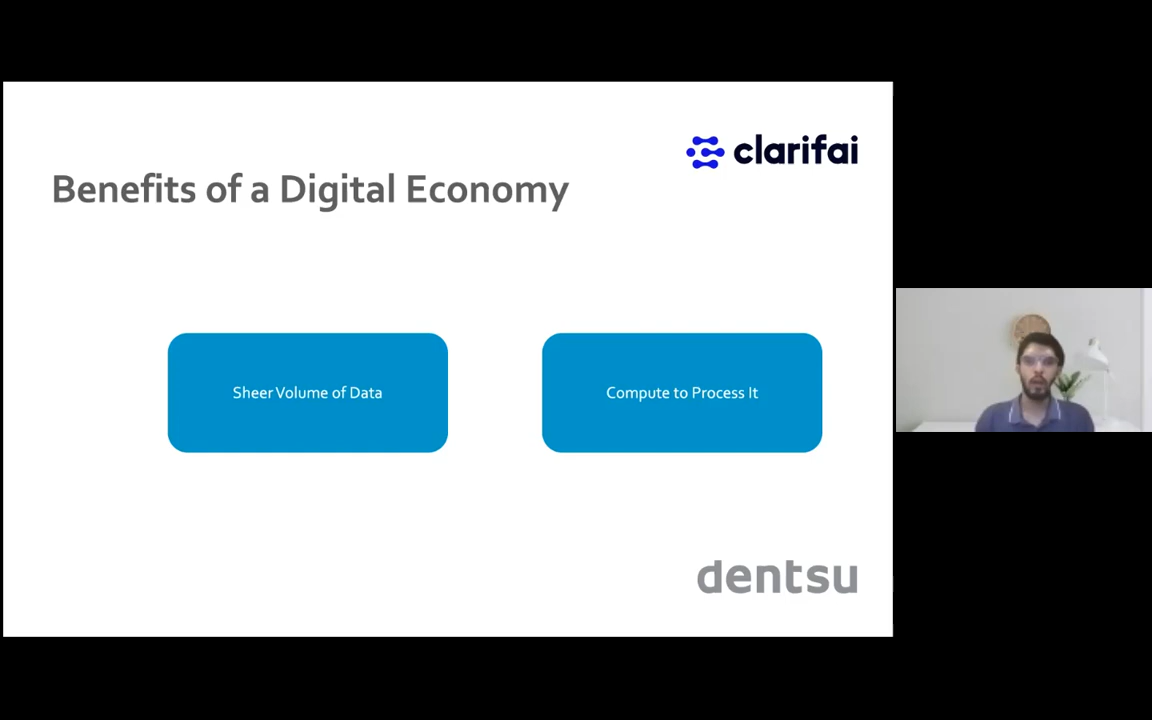 clarifai
Benefits of a Digital Economy
Sheer Volume of Data
Compute to Process It
dentsu